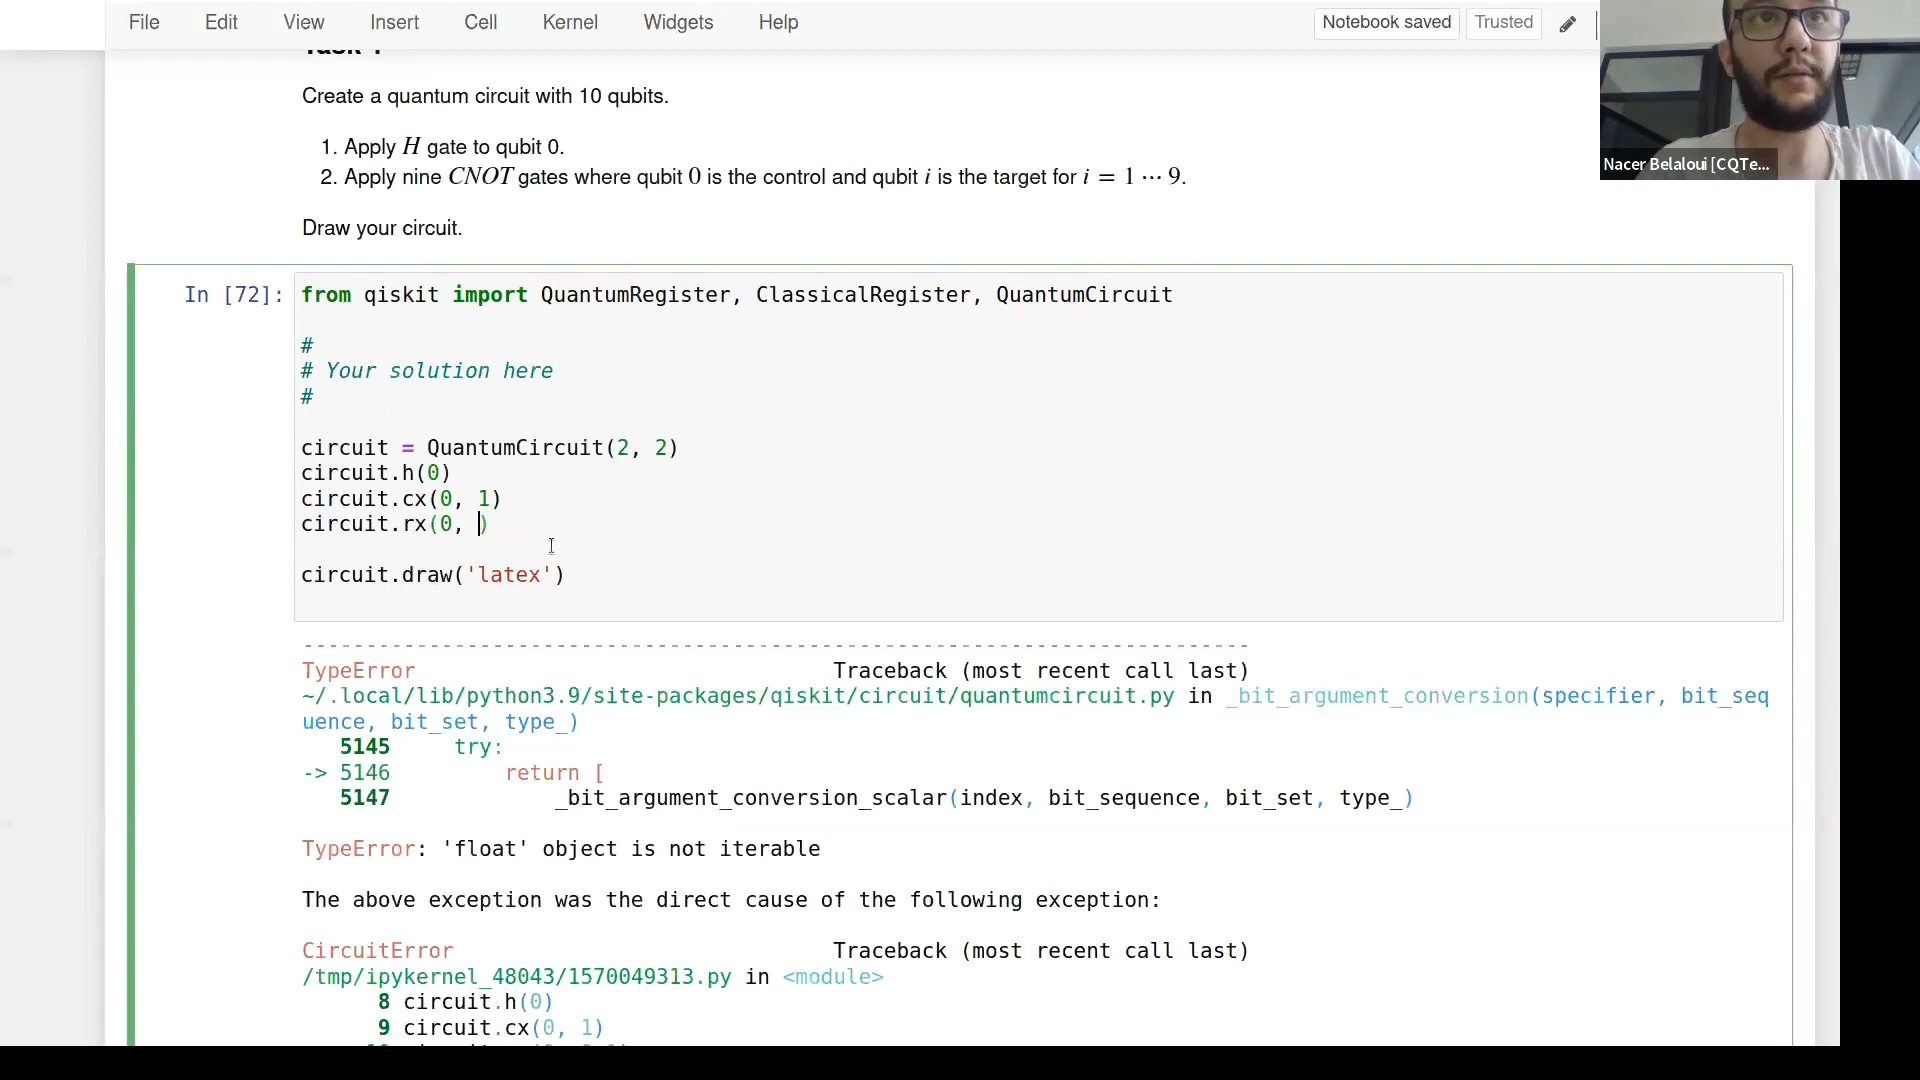 File Edit View Insert Cell Kernel Widgets Help Notebook saved Trusted
Create a quantum circuit with 10 qubits.
1. Apply H gate to qubit 0.
2. Apply nine CNOT gates where qubit 0 is the control and qubit i is the target for i = 1 ⋯ 9.
Nacer Belaloui [CQTe...
Draw your circuit.
In [72]: from qiskit import QuantumRegister, ClassicalRegister, QuantumCircuit
#
# Your solution here
#
circuit = QuantumCircuit(2, 2)
circuit.h(0)
circuit.cx(0, 1)
circuit.rx(0, )
circuit.draw('latex')
---------------------------------------------------------------------------
TypeError Traceback (most recent call last)
~/.local/lib/python3.9/site-packages/qiskit/circuit/quantumcircuit.py in _bit_argument_conversion(specifier, bit_seq
uence, bit_set, type_)
5145 try:
-> 5146 return [
5147 _bit_argument_conversion_scalar(index, bit_sequence, bit_set, type_)
TypeError: 'float' object is not iterable
The above exception was the direct cause of the following exception:
CircuitError Traceback (most recent call last)
/tmp/ipykernel_48043/1570049313.py in <module>
8 circuit.h(0)
9 circuit.cx(0, 1)